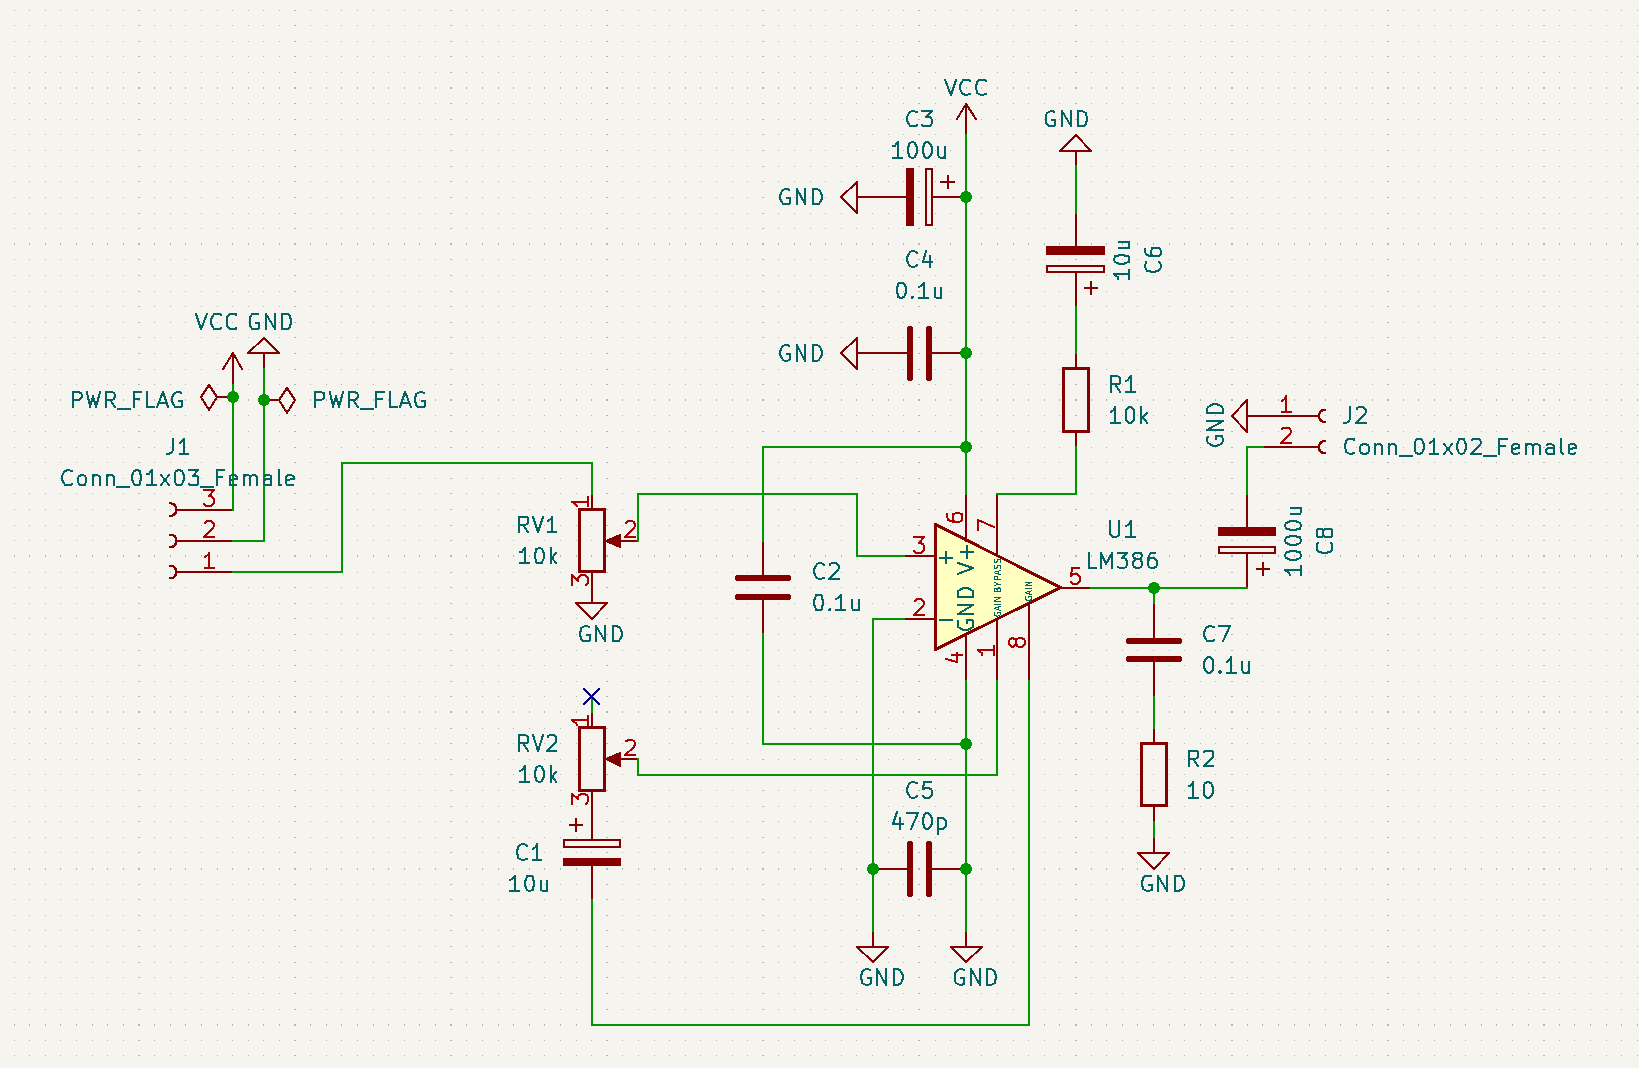 VCC
C3
100u
+
GND
GND
C4
0.1u
GND
10u
C6
+
R1
10k
VCC GND
PWR_FLAG
PWR_FLAG
J1
Conn_01x03_Female
3
2
1
RV1
10k
1
2
3
GND
C2
0.1u
6
7
3
2
+
V+
GND
GAIN BYPASS
GAIN
−
4
1
8
5
U1
LM386
GND
1
2
J2
Conn_01x02_Female
1000u
C8
+
C7
0.1u
R2
10
GND
RV2
10k
1
2
3
+
C1
10u
C5
470p
GND
GND